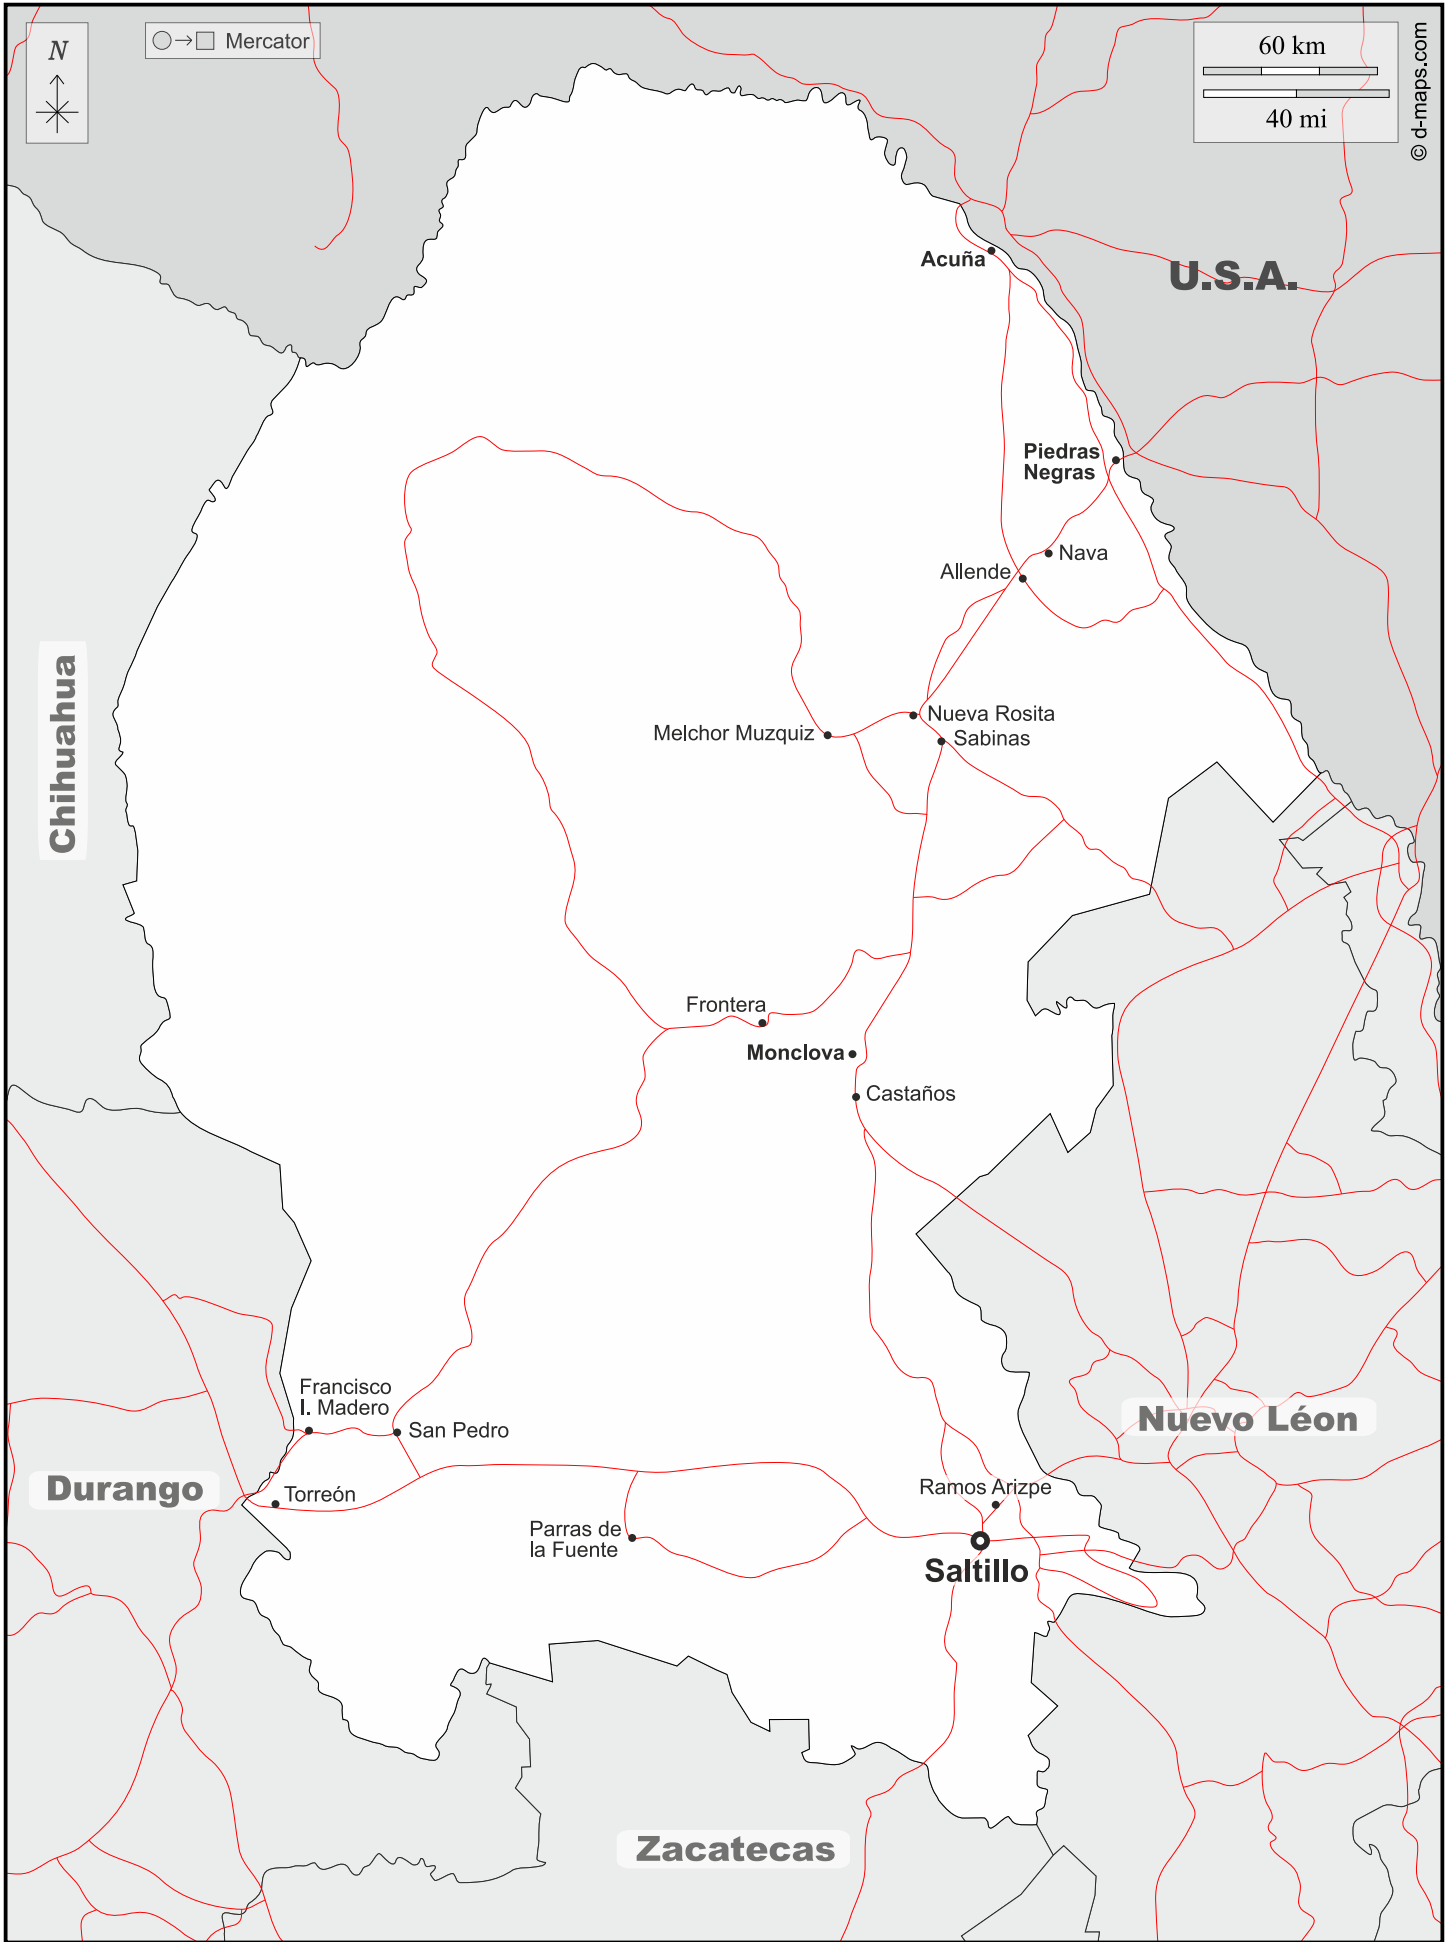 N
Mercator
60 km
40 mi
© d-maps.com
Acuña
U.S.A.
Piedras
Negras
Nava
Allende
Chihuahua
Nueva Rosita
Melchor Muzquiz
Sabinas
Frontera
Monclova
Castaños
Francisco
I. Madero
San Pedro
Nuevo Léon
Durango
Torreón
Ramos Arizpe
Parras de
la Fuente
Saltillo
Zacatecas